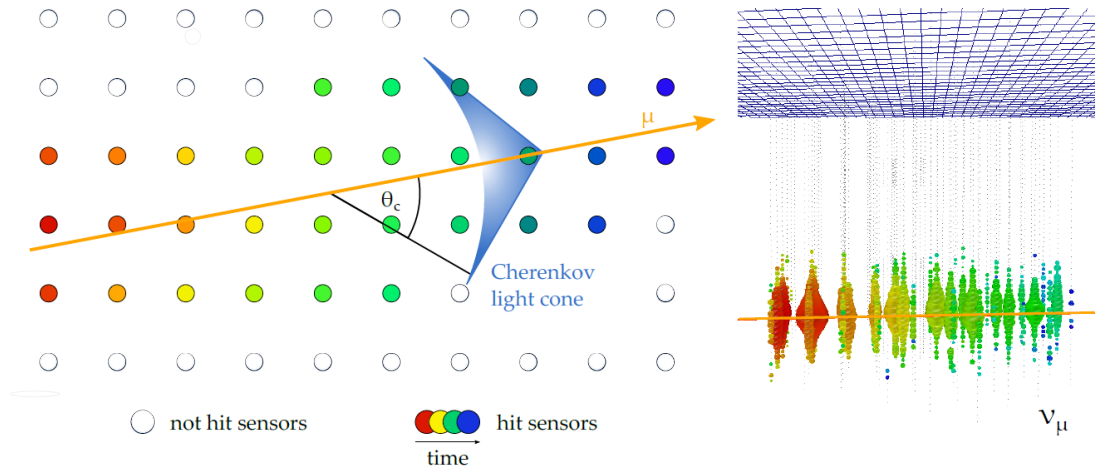 μ
θc
Cherenkov
light cone
not hit sensors
hit sensors
time
νμ